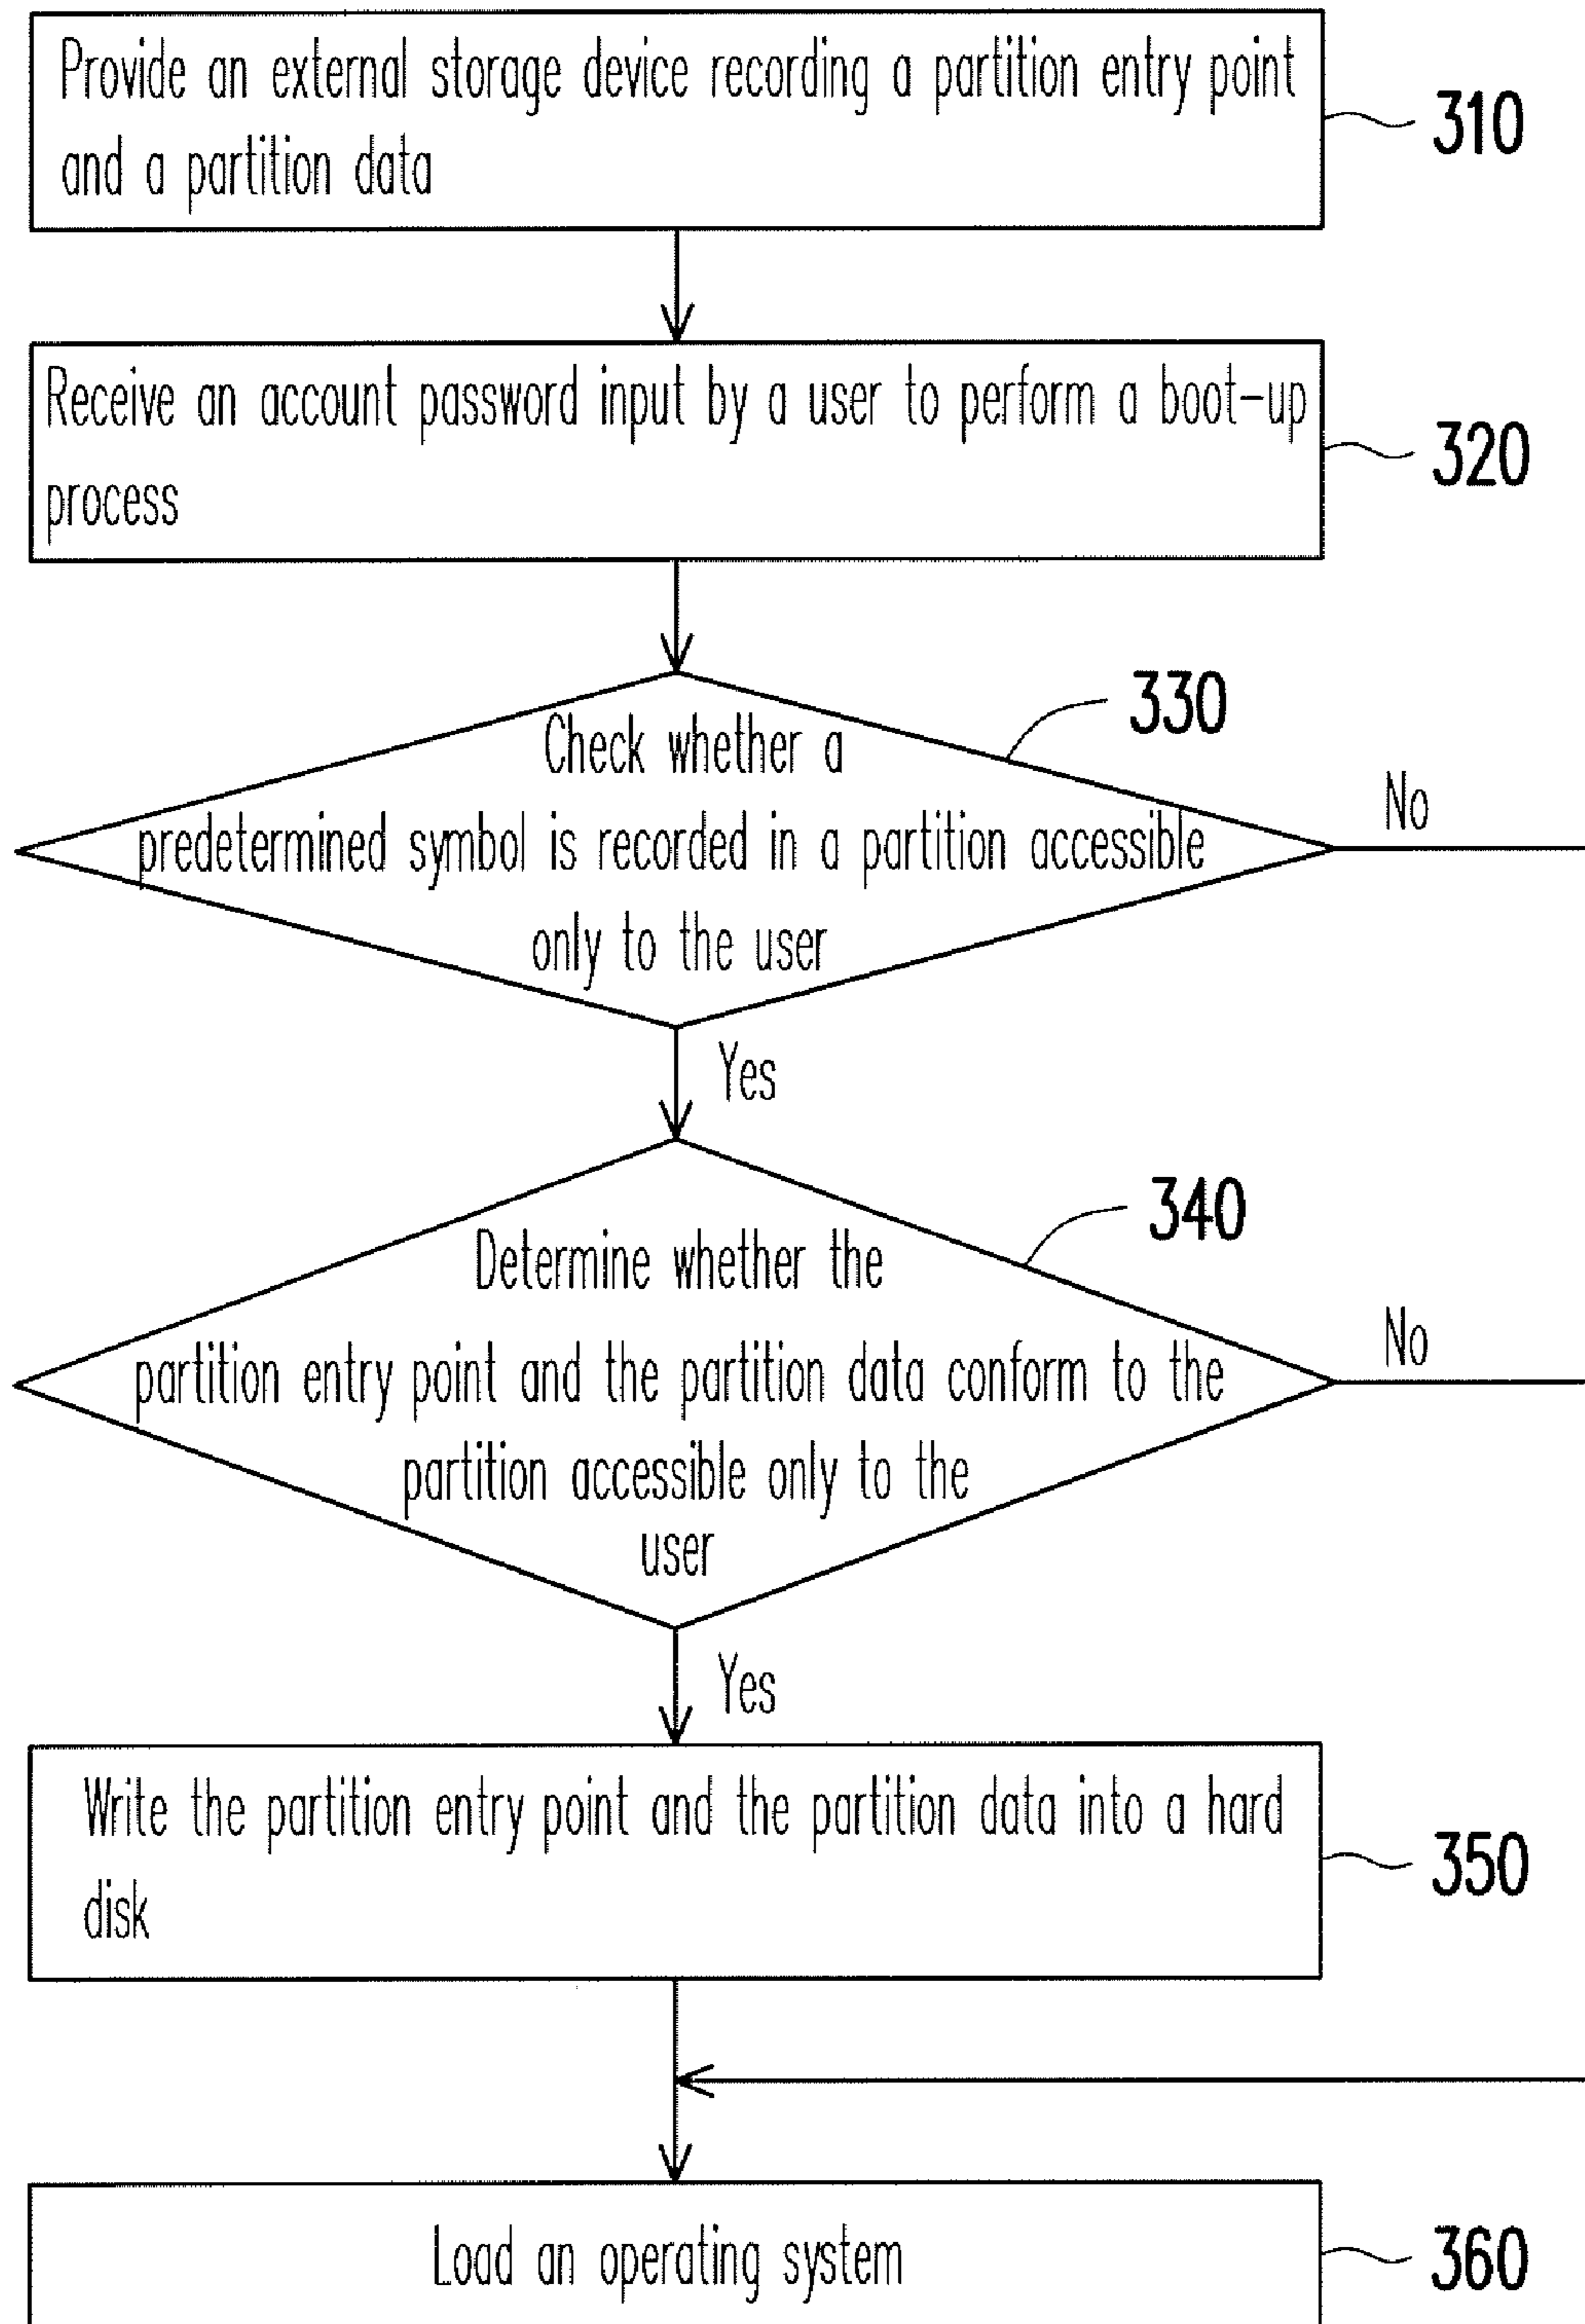 Provide an external storage device recording a partition entry point
and a partition data
310
Receive an account password input by a user to perform a boot-up
process
320
330
Check whether a
predetermined symbol is recorded in a partition accessible
only to the user
No
Yes
340
Determine whether the
partition entry point and the partition data conform to the
partition accessible only to the
user
No
Yes
Write the partition entry point and the partition data into a hard
disk
350
Load an operating system
360